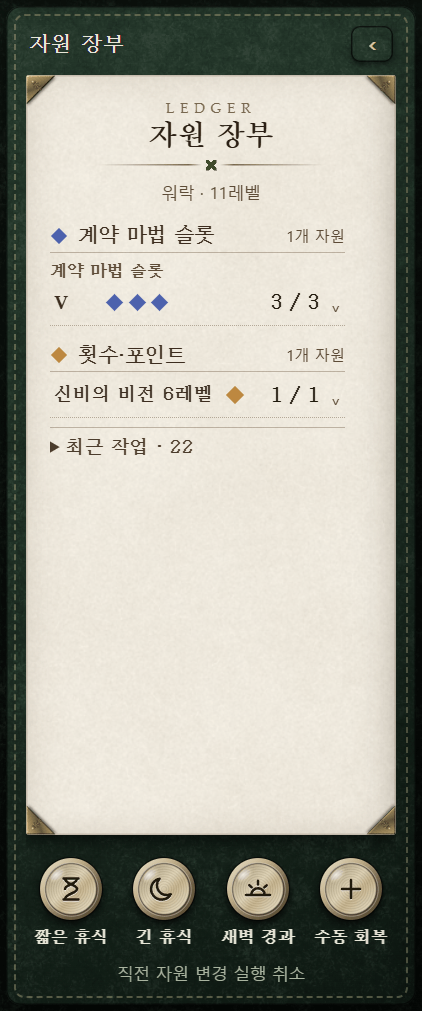 자원 장부
LEDGER
자원 장부
워락 · 11레벨
계약 마법 슬롯 1개 자원
계약 마법 슬롯
V 3 / 3
횟수·포인트 1개 자원
신비의 비전 6레벨 1 / 1
최근 작업 · 22
짧은 휴식 긴 휴식 새벽 경과 수동 회복
직전 자원 변경 실행 취소